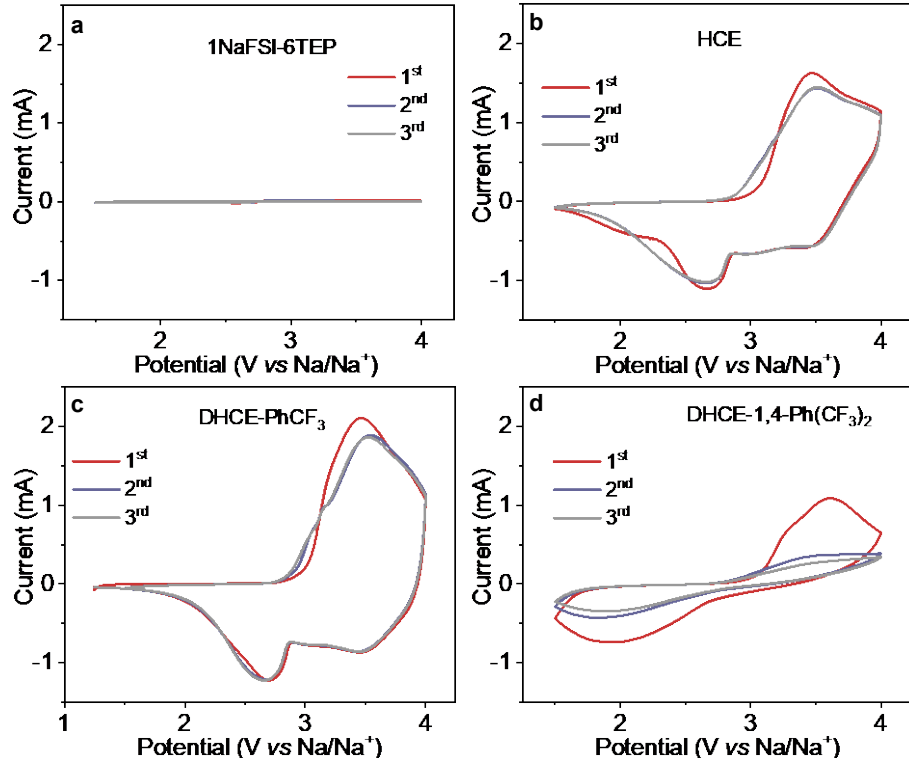 a
1NaFSI-6TEP
1st
2nd
3rd
Current (mA)
2
1
0
-1
2
3
4
Potential (V vs Na/Na+)
b
HCE
1st
2nd
3rd
Current (mA)
2
1
0
-1
2
3
4
Potential (V vs Na/Na+)
c
DHCE-PhCF3
1st
2nd
3rd
Current (mA)
2
1
0
-1
1
2
3
4
Potential (V vs Na/Na+)
d
DHCE-1,4-Ph(CF3)2
1st
2nd
3rd
Current (mA)
2
1
0
-1
2
3
4
Potential (V vs Na/Na+)